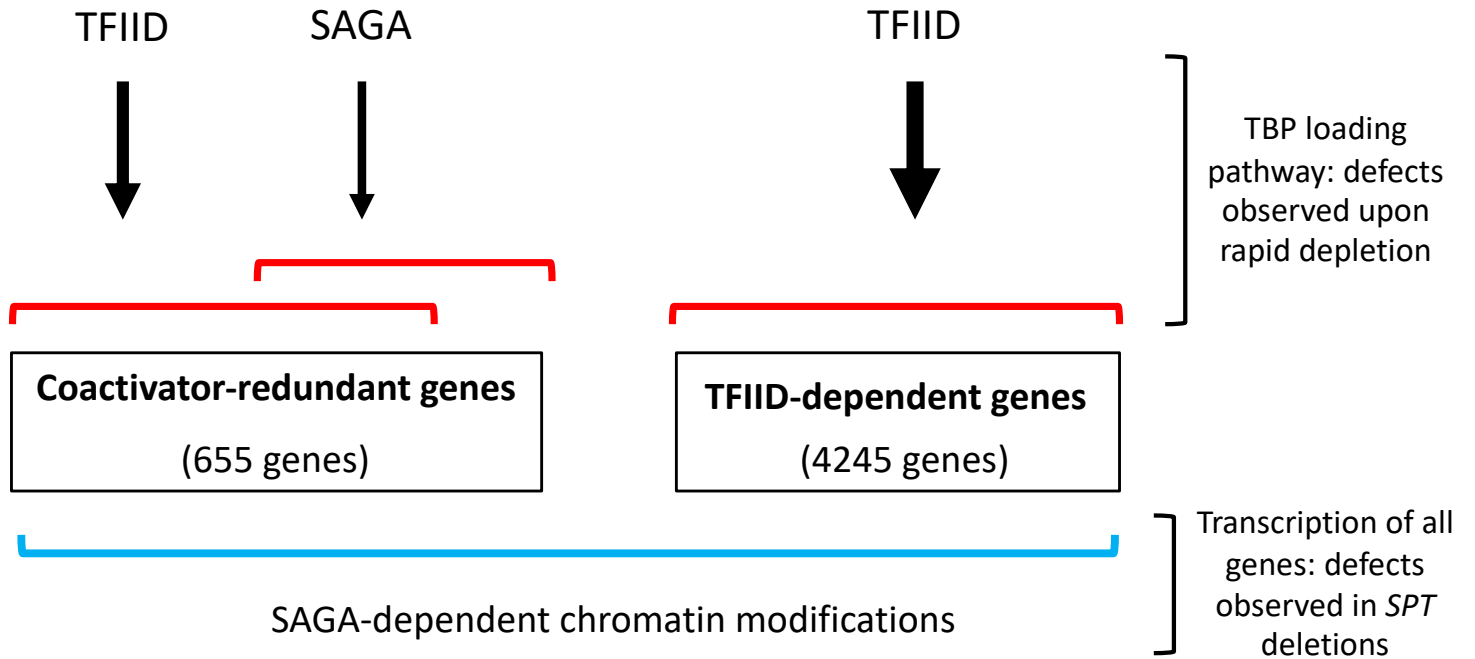 TFIID
SAGA
TFIID
TBP loading
pathway: defects
observed upon
rapid depletion
Coactivator-redundant genes
(655 genes)
TFIID-dependent genes
(4245 genes)
Transcription of all
genes: defects
observed in SPT
deletions
SAGA-dependent chromatin modifications